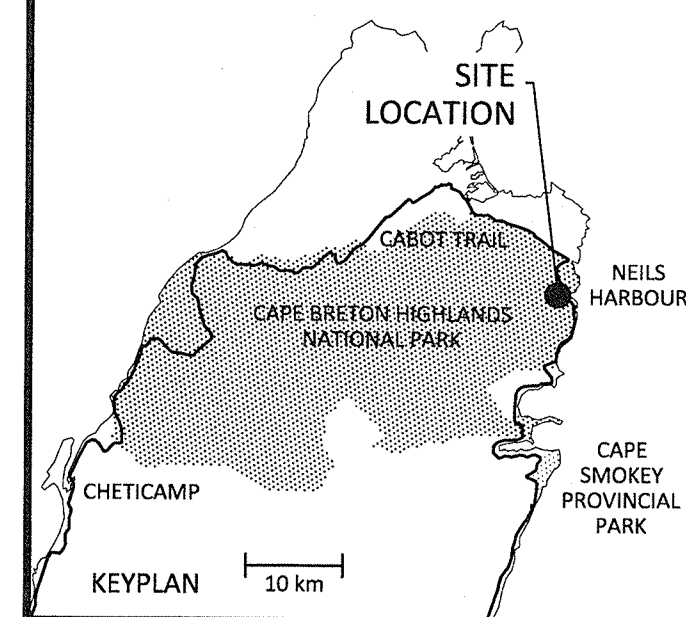 SITE
LOCATION
CABOT TRAIL
NEILS
HARBOUR
CAPE BRETON HIGHLANDS
NATIONAL PARK
CAPE
SMOKEY
PROVINCIAL
PARK
CHETICAMP
KEYPLAN
10 km